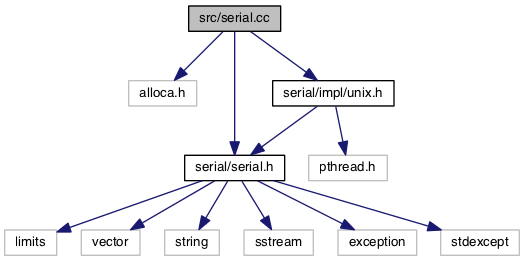 src/serial.cc
alloca.h
serial/impl/unix.h
serial/serial.h
pthread.h
limits
vector
string
sstream
exception
stdexcept